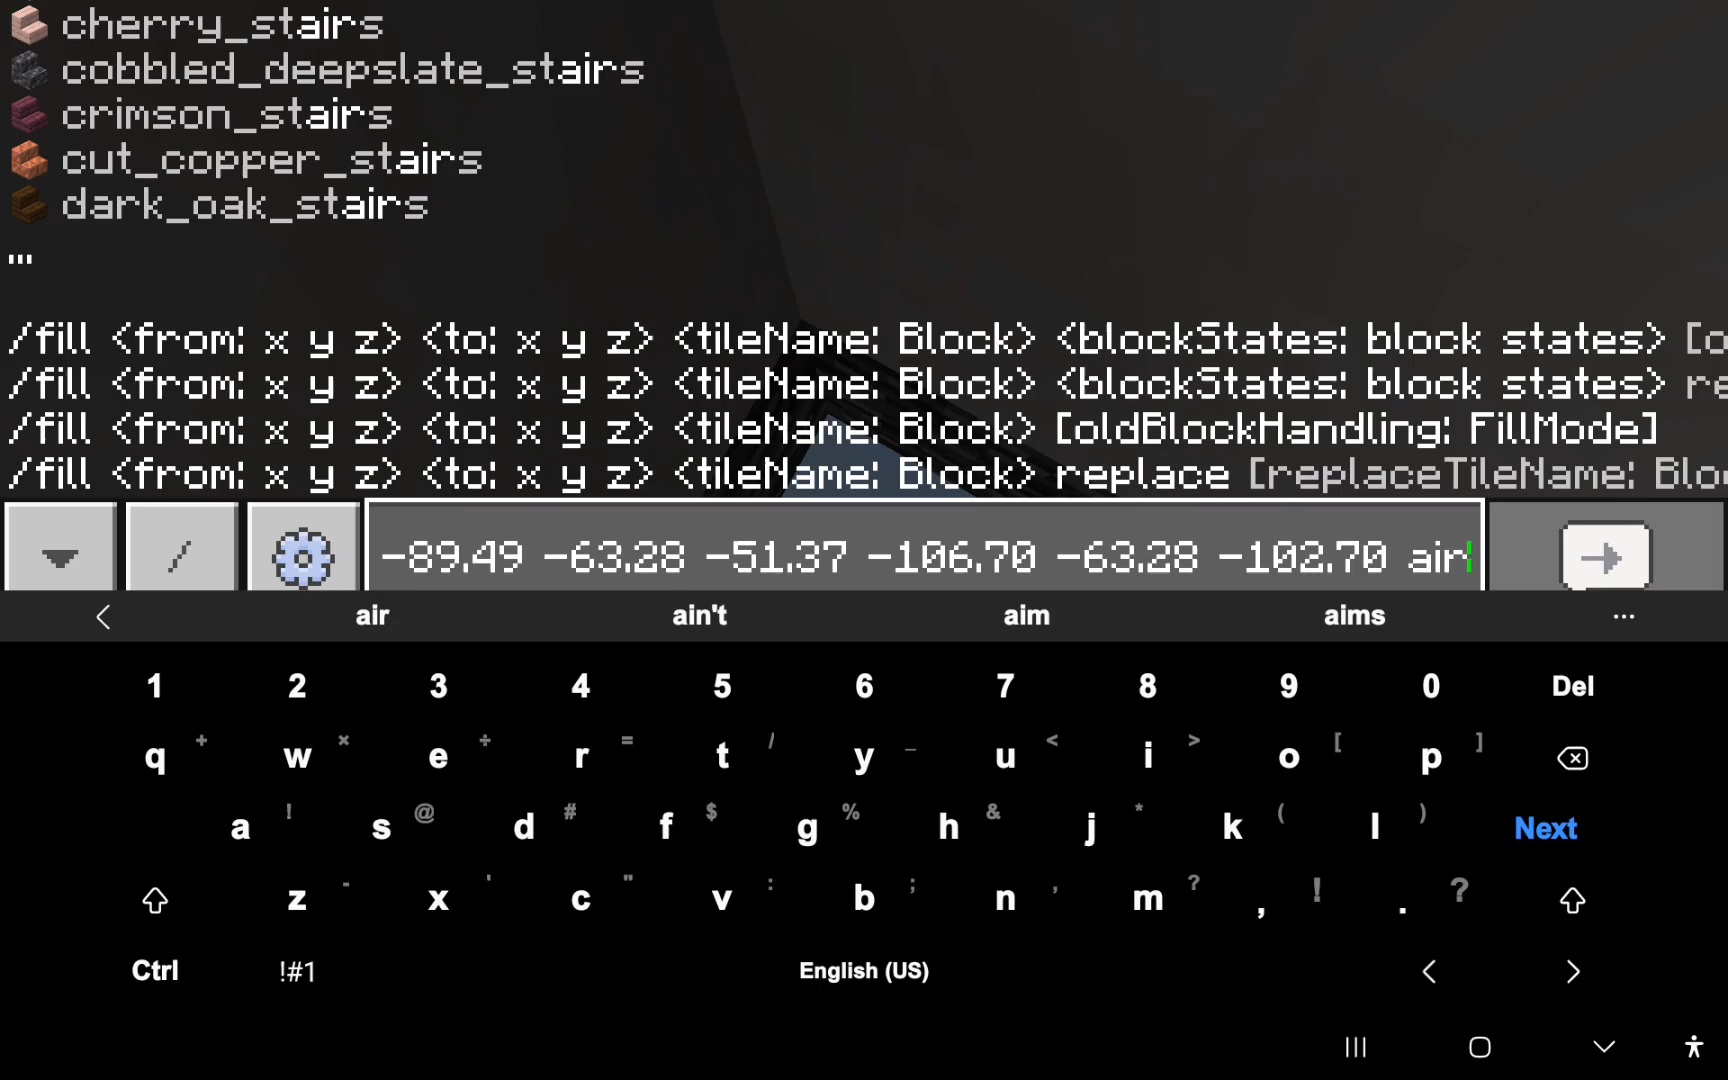 cherry_stairs
cobbled_deepslate_stairs
crimson_stairs
cut_copper_stairs
dark_oak_stairs
...
/fill <from: x y z> <to: x y z> <tileName: Block> <blockStates: block states> [o
/fill <from: x y z> <to: x y z> <tileName: Block> <blockStates: block states> re
/fill <from: x y z> <to: x y z> <tileName: Block> [oldBlockHandling: FillMode]
/fill <from: x y z> <to: x y z> <tileName: Block> replace [replaceTileName: Blo
/ -89.49 -63.28 -51.37 -106.70 -63.28 -102.70 air
< air ain't aim aims ...
1 2 3 4 5 6 7 8 9 0 Del
q + w × e ÷ r = t / y _ u < i > o [ p ]
a ! s @ d # f $ g % h & j * k ( l ) Next
z - x ' c " v : b ; n , m ? , ! . ?
Ctrl !#1 English (US) < >